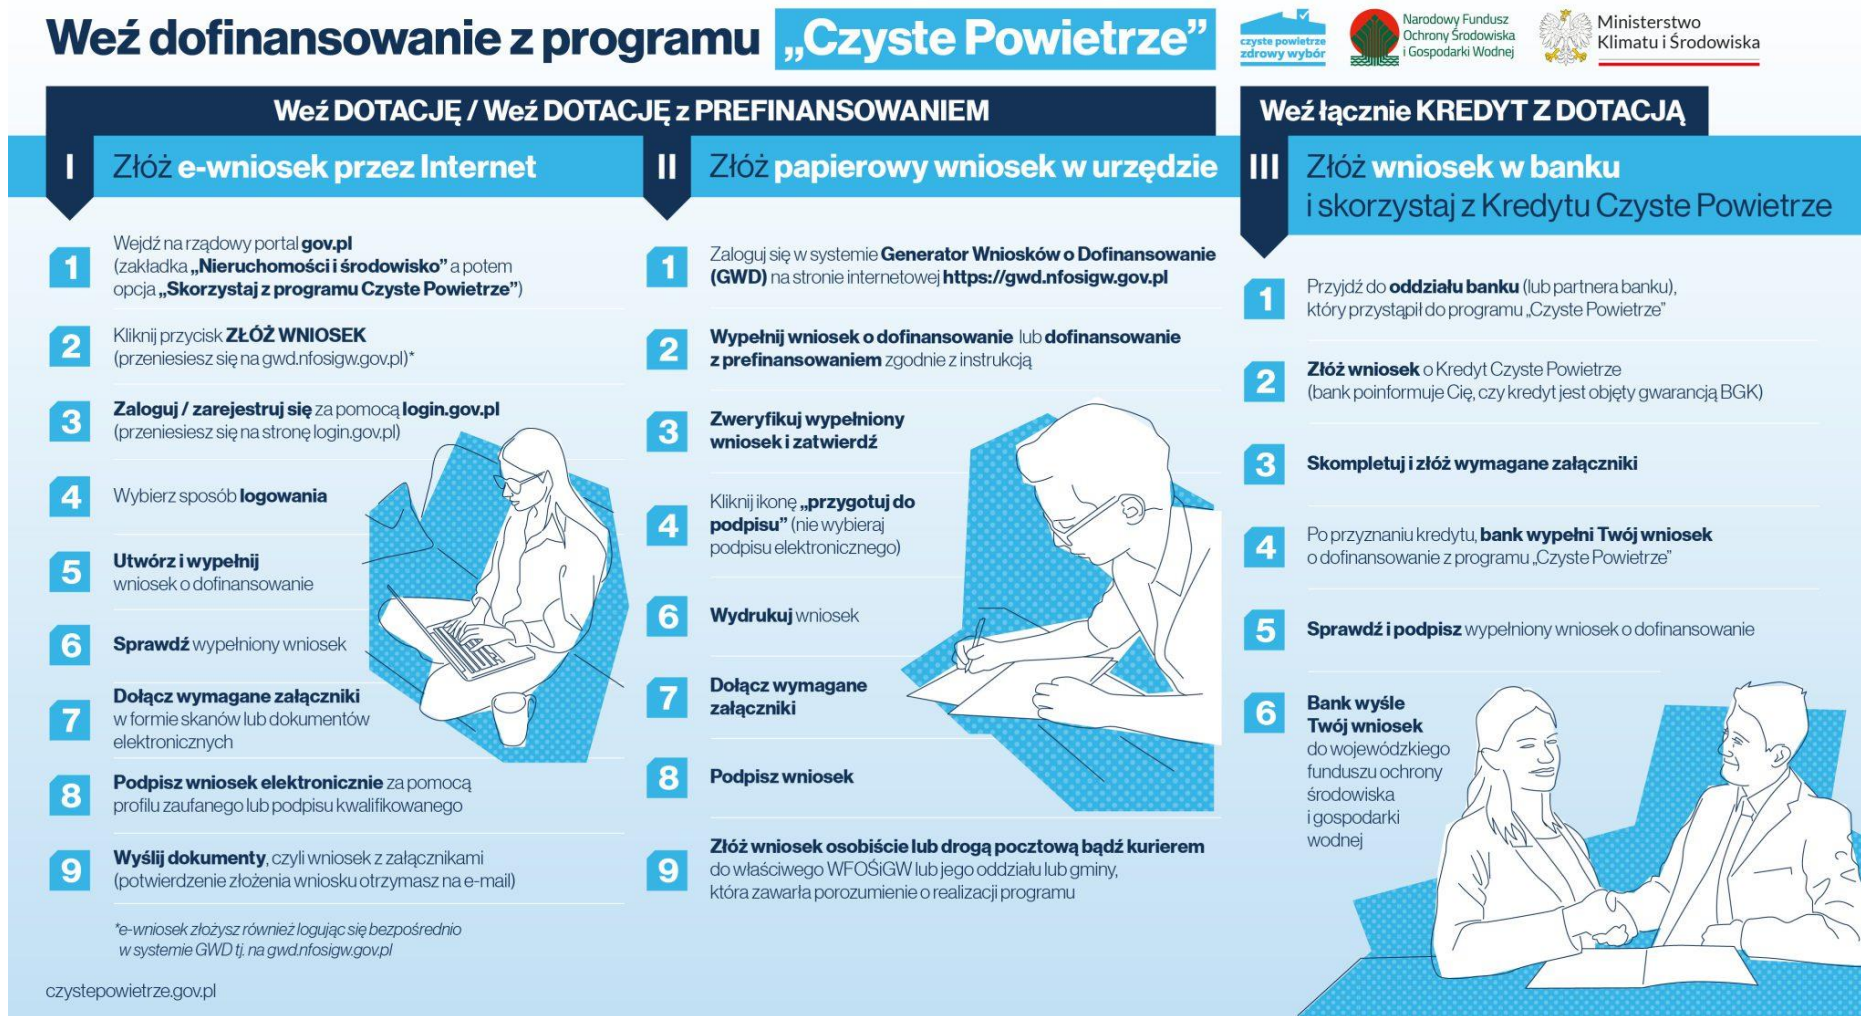 Weź dofinansowanie z programu „Czyste Powietrze”
czyste powietrze
zdrowy wybór
Narodowy Fundusz
Ochrony Środowiska
i Gospodarki Wodnej
Ministerstwo
Klimatu i Środowiska
Weź DOTACJĘ / Weź DOTACJĘ z PREFINANSOWANIEM
I
Złóż e-wniosek przez Internet
1
Wejdź na rządowy portal gov.pl
(zakładka „Nieruchomości i środowisko” a potem
opcja „Skorzystaj z programu Czyste Powietrze”)
2
Kliknij przycisk ZŁÓŻ WNIOSEK
(przeniesiesz się na gwd.nfosigw.gov.pl)*
3
Zaloguj / zarejestruj się za pomocą login.gov.pl
(przeniesiesz się na stronę login.gov.pl)
4
Wybierz sposób logowania
5
Utwórz i wypełnij
wniosek o dofinansowanie
6
Sprawdź wypełniony wniosek
7
Dołącz wymagane załączniki
w formie skanów lub dokumentów
elektronicznych
8
Podpisz wniosek elektronicznie za pomocą
profilu zaufanego lub podpisu kwalifikowanego
9
Wyślij dokumenty, czyli wniosek z załącznikami
(potwierdzenie złożenia wniosku otrzymasz na e-mail)
*e-wniosek złożysz również logując się bezpośrednio
w systemie GWD tj. na gwd.nfosigw.gov.pl
czystepowietrze.gov.pl
II
Złóż papierowy wniosek w urzędzie
1
Zaloguj się w systemie Generator Wniosków o Dofinansowanie
(GWD) na stronie internetowej https://gwd.nfosigw.gov.pl
2
Wypełnij wniosek o dofinansowanie lub dofinansowanie
z prefinansowaniem zgodnie z instrukcją
3
Zweryfikuj wypełniony
wniosek i zatwierdź
4
Kliknij ikonę „przygotuj do
podpisu” (nie wybieraj
podpisu elektronicznego)
6
Wydrukuj wniosek
7
Dołącz wymagane
załączniki
8
Podpisz wniosek
9
Złóż wniosek osobiście lub drogą pocztową bądź kurierem
do właściwego WFOŚiGW lub jego oddziału lub gminy,
która zawarła porozumienie o realizacji programu
Weź łącznie KREDYT Z DOTACJĄ
III
Złóż wniosek w banku
i skorzystaj z Kredytu Czyste Powietrze
1
Przyjdź do oddziału banku (lub partnera banku),
który przystąpił do programu „Czyste Powietrze”
2
Złóż wniosek o Kredyt Czyste Powietrze
(bank poinformuje Cię, czy kredyt jest objęty gwarancją BGK)
3
Skompletuj i złóż wymagane załączniki
4
Po przyznaniu kredytu, bank wypełni Twój wniosek
o dofinansowanie z programu „Czyste Powietrze”
5
Sprawdź i podpisz wypełniony wniosek o dofinansowanie
6
Bank wyśle
Twój wniosek
do wojewódzkiego
funduszu ochrony
środowiska
i gospodarki
wodnej